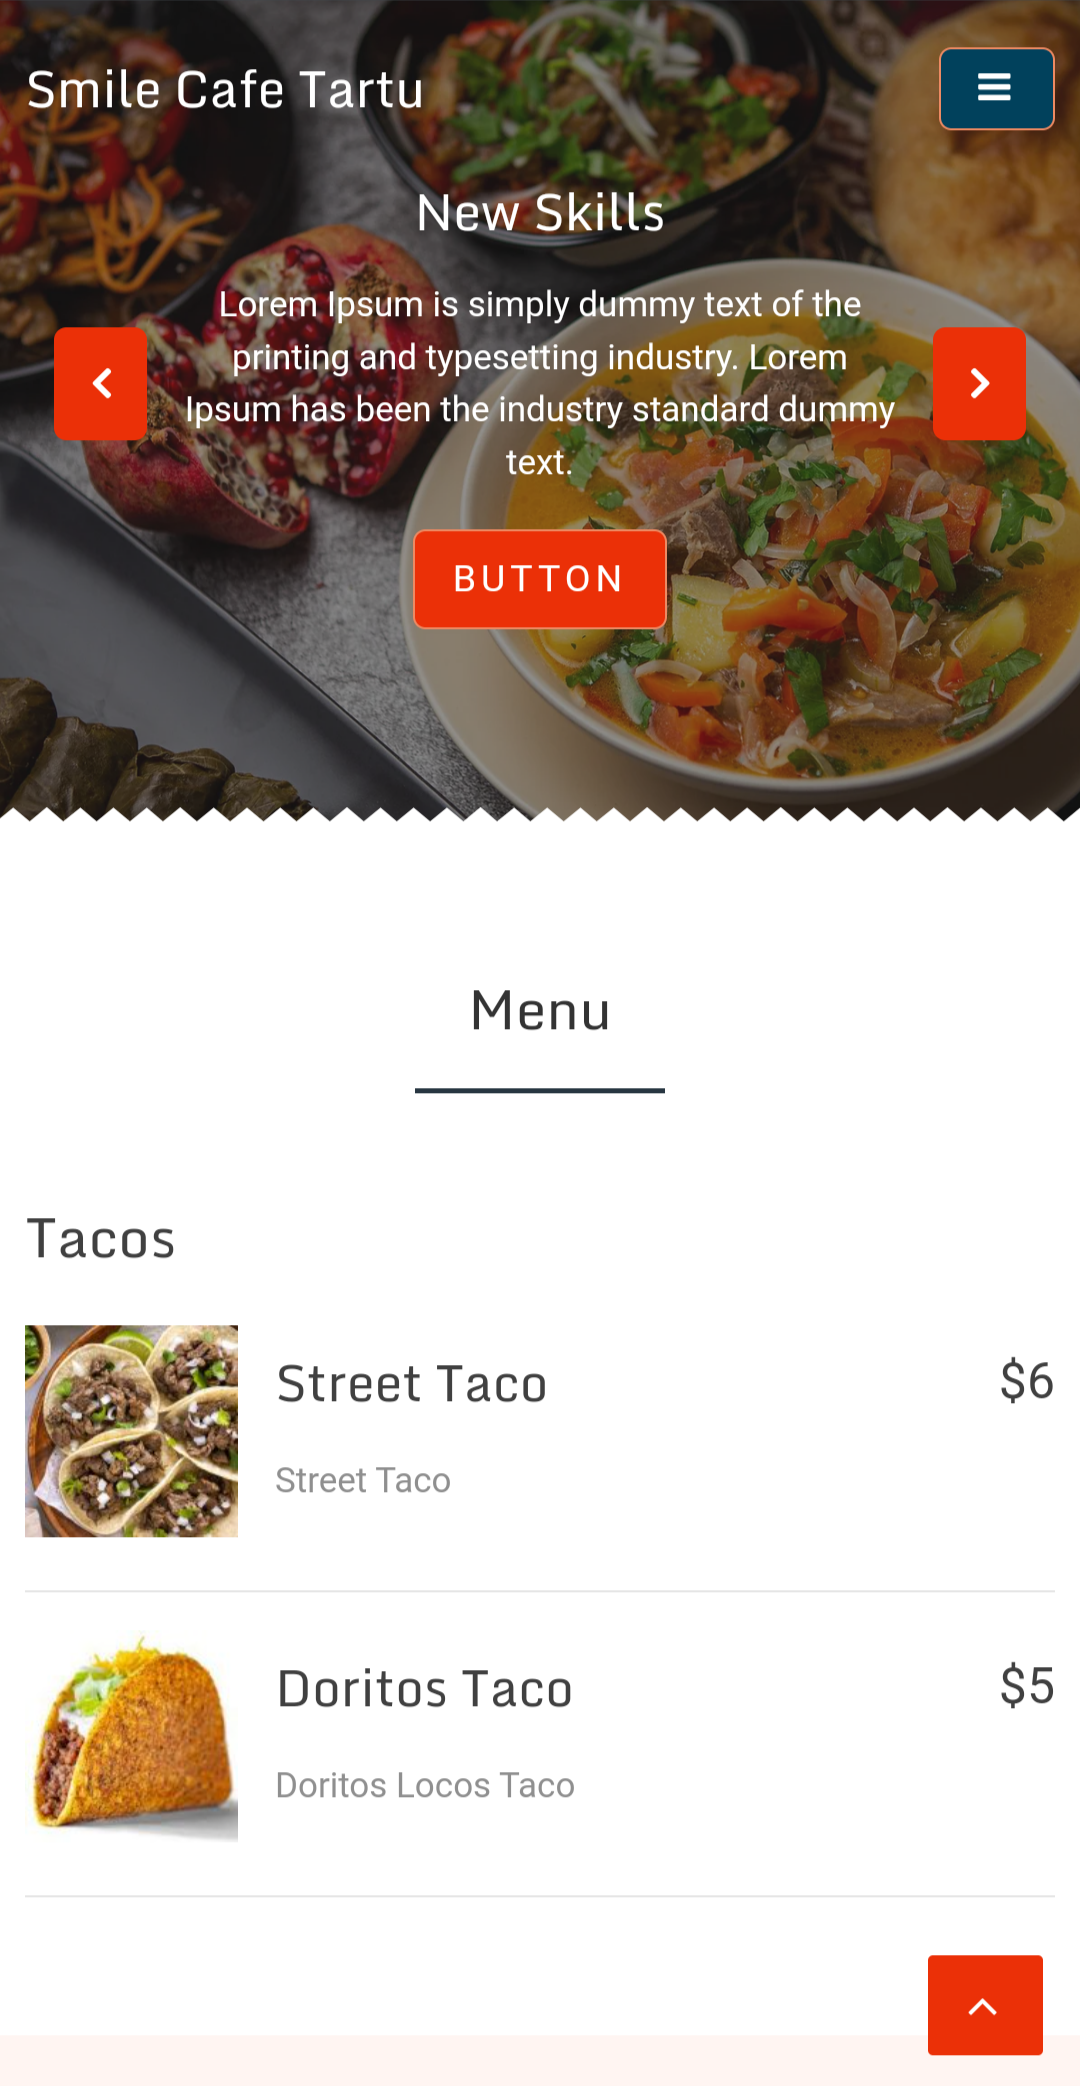 Smile Cafe Tartu
New Skills
Lorem Ipsum is simply dummy text of the
printing and typesetting industry. Lorem
Ipsum has been the industry standard dummy
text.
BUTTON
Menu
Tacos
Street Taco
$6
Street Taco
Doritos Taco
$5
Doritos Locos Taco